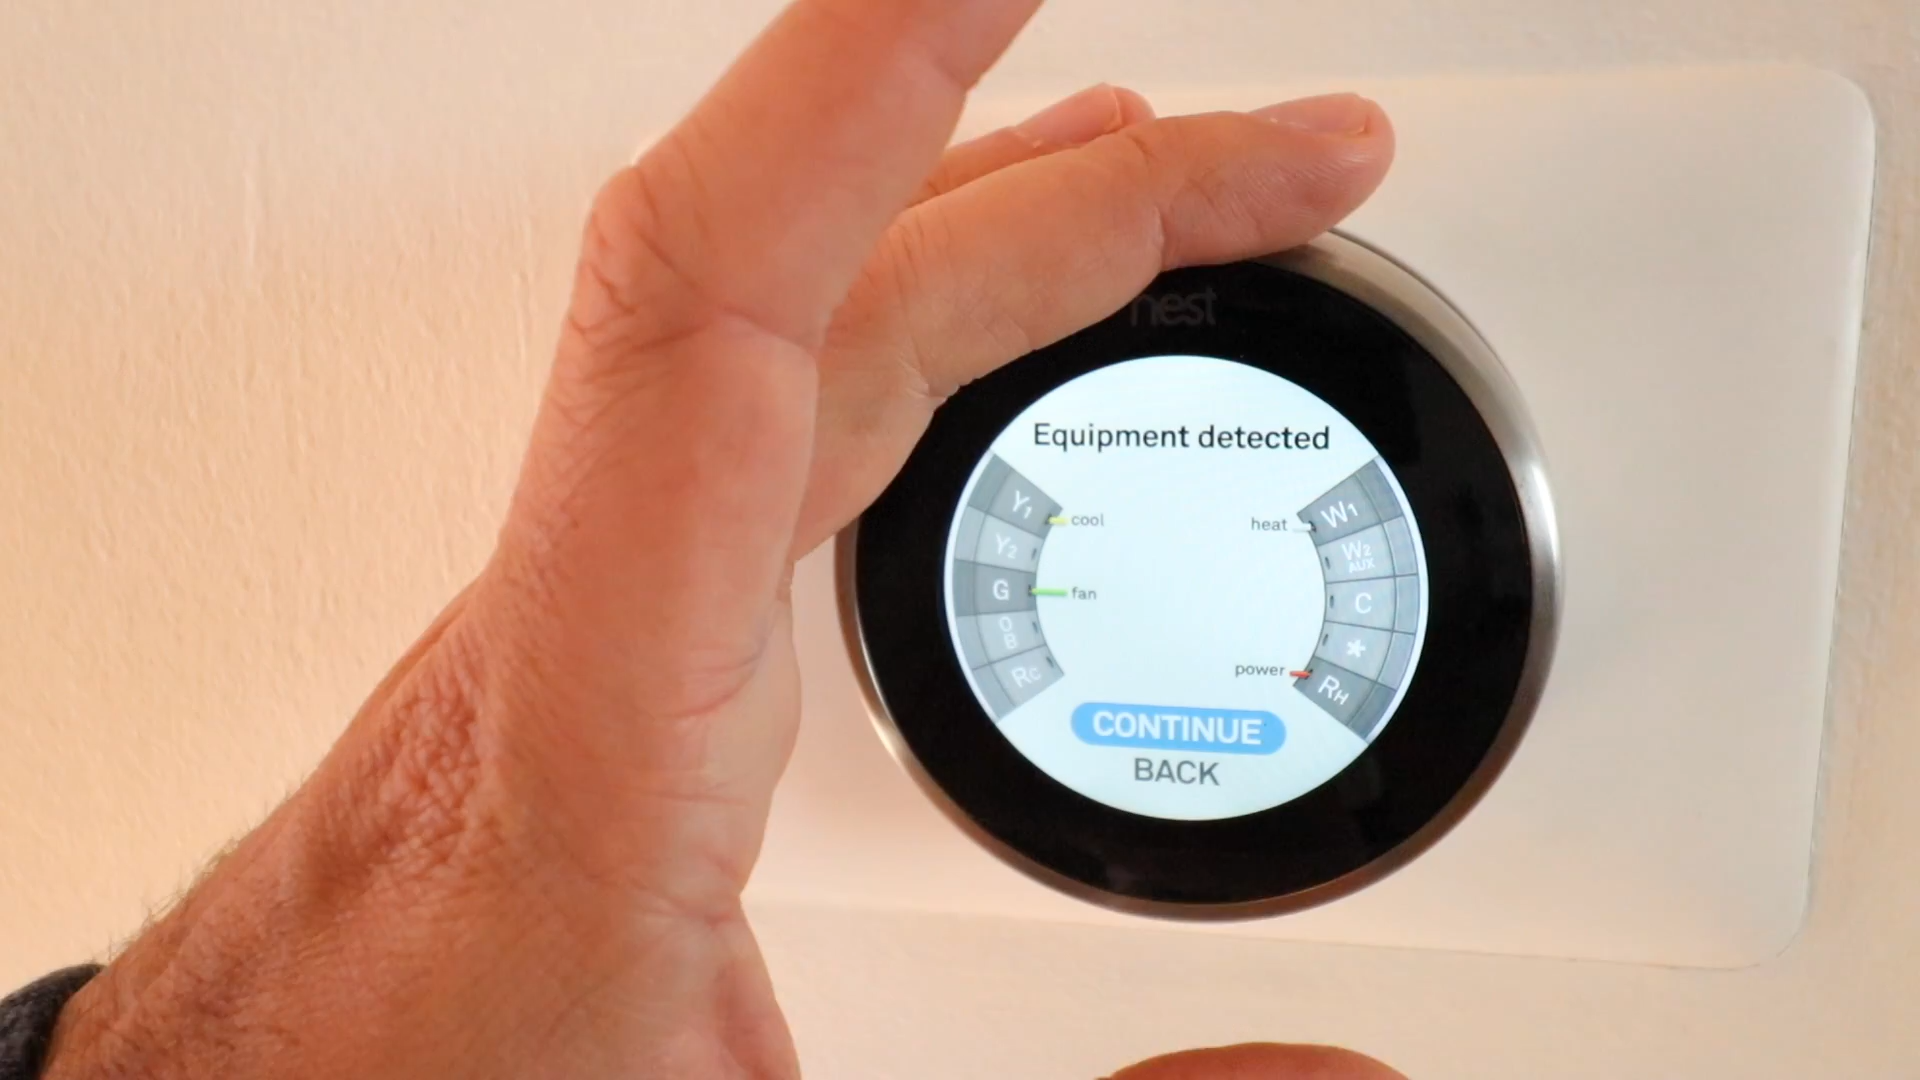 nest
Equipment detected
Y1
cool
Y2
G
fan
O
B
Rc
heat
W1
W2
AUX
C
*
power
RH
CONTINUE
BACK